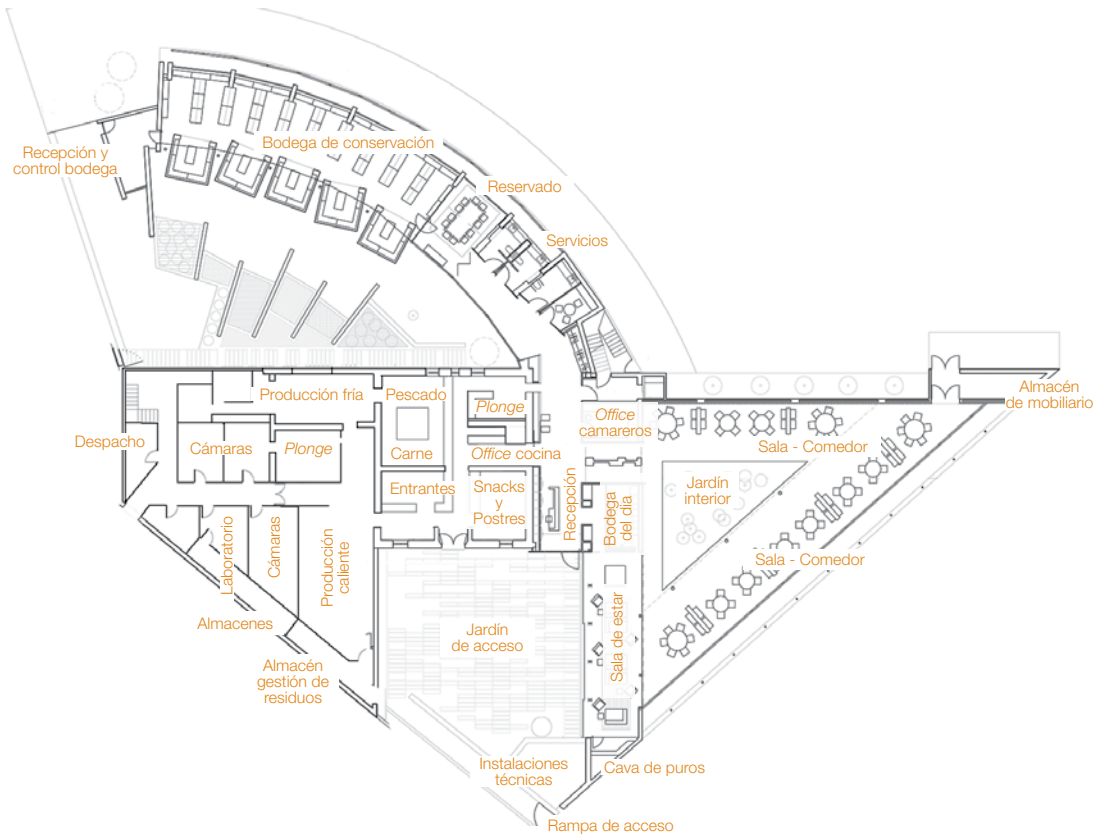 Bodega de conservación
Recepción y
control bodega
Reservado
Servicios
Producción fría
Pescado
Plonge
Office
camareros
Almacén
de mobiliario
Despacho
Cámaras
Plonge
Carne
Office cocina
Sala - Comedor
Entrantes
Snacks
y
Postres
Recepción
Bodega
del día
Jardín
interior
Laboratorio
Cámaras
Producción
caliente
Sala - Comedor
Almacenes
Jardín
de acceso
Sala de estar
Almacén
gestión de
residuos
Instalaciones
técnicas
Cava de puros
Rampa de acceso